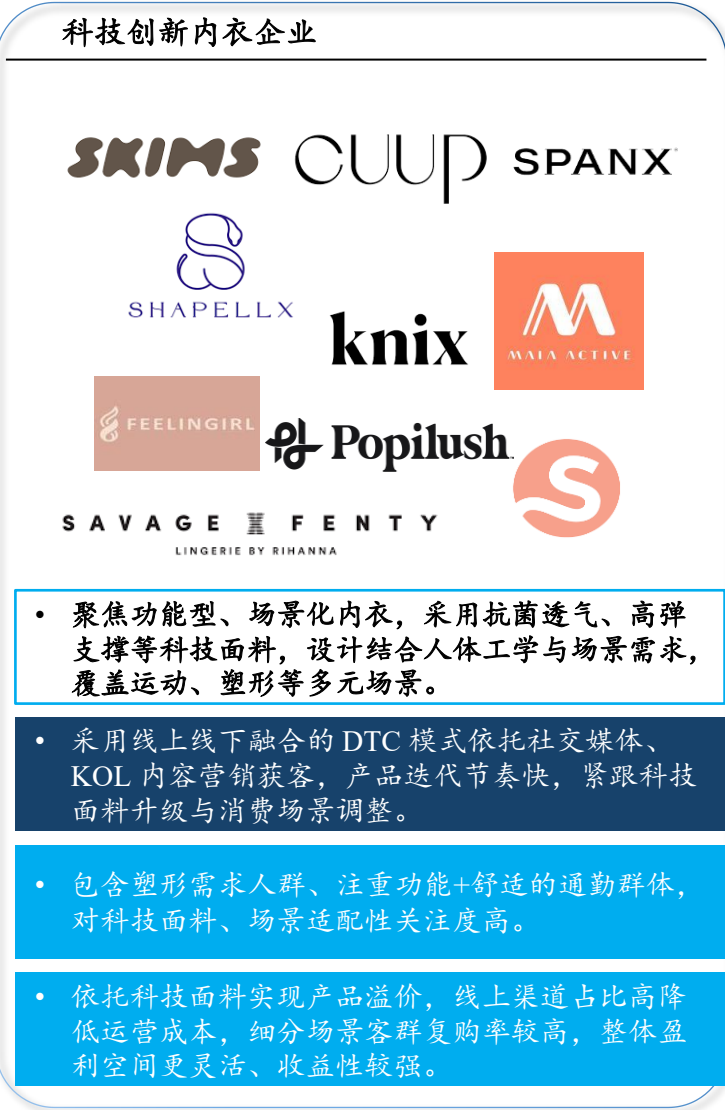 科技创新内衣企业
SKIMS CUUP SPANX
SHAPELLX
knix
MAIA ACTIVE
FEELINGIRL
Popilush
S
SAVAGE X FENTY
LINGERIE BY RIHANNA
• 聚焦功能型、场景化内衣，采用抗菌透气、高弹
支撑等科技面料，设计结合人体工学与场景需求，
覆盖运动、塑形等多元场景。
• 采用线上线下融合的 DTC 模式依托社交媒体、
KOL 内容营销获客，产品迭代节奏快，紧跟科技
面料升级与消费场景调整。
• 包含塑形需求人群、注重功能+舒适的通勤群体，
对科技面料、场景适配性关注度高。
• 依托科技面料实现产品溢价，线上渠道占比高降
低运营成本，细分场景客群复购率较高，整体盈
利空间更灵活、收益性较强。